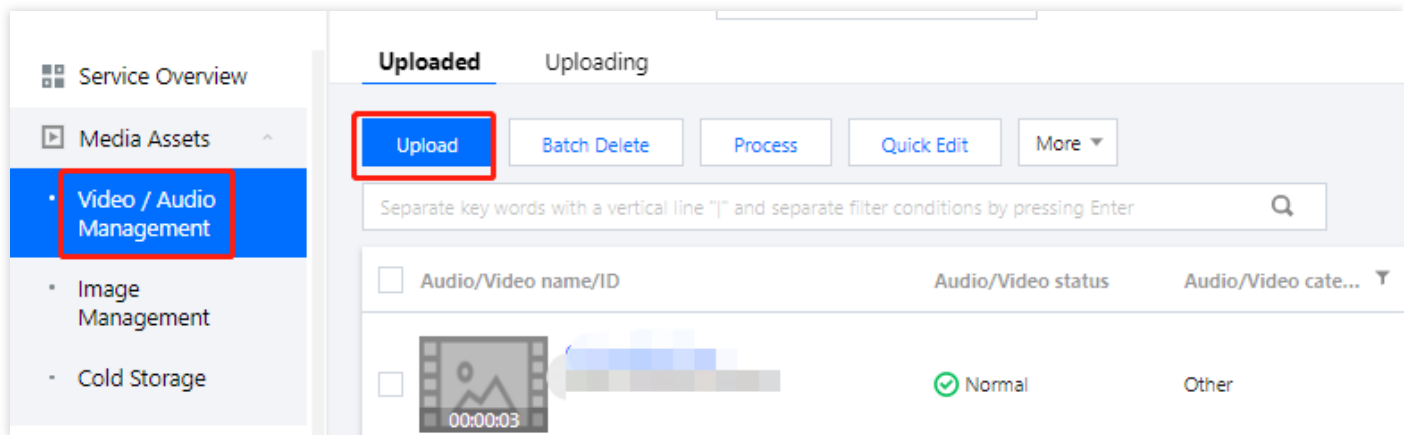 Service Overview
Media Assets
Video / Audio
Management
Image
Management
Cold Storage
Uploaded
Uploading
Upload
Batch Delete
Process
Quick Edit
More
Separate key words with a vertical line "|" and separate filter conditions by pressing Enter
Audio/Video name/ID
Audio/Video status
Audio/Video cate...
00:00:03
Normal
Other